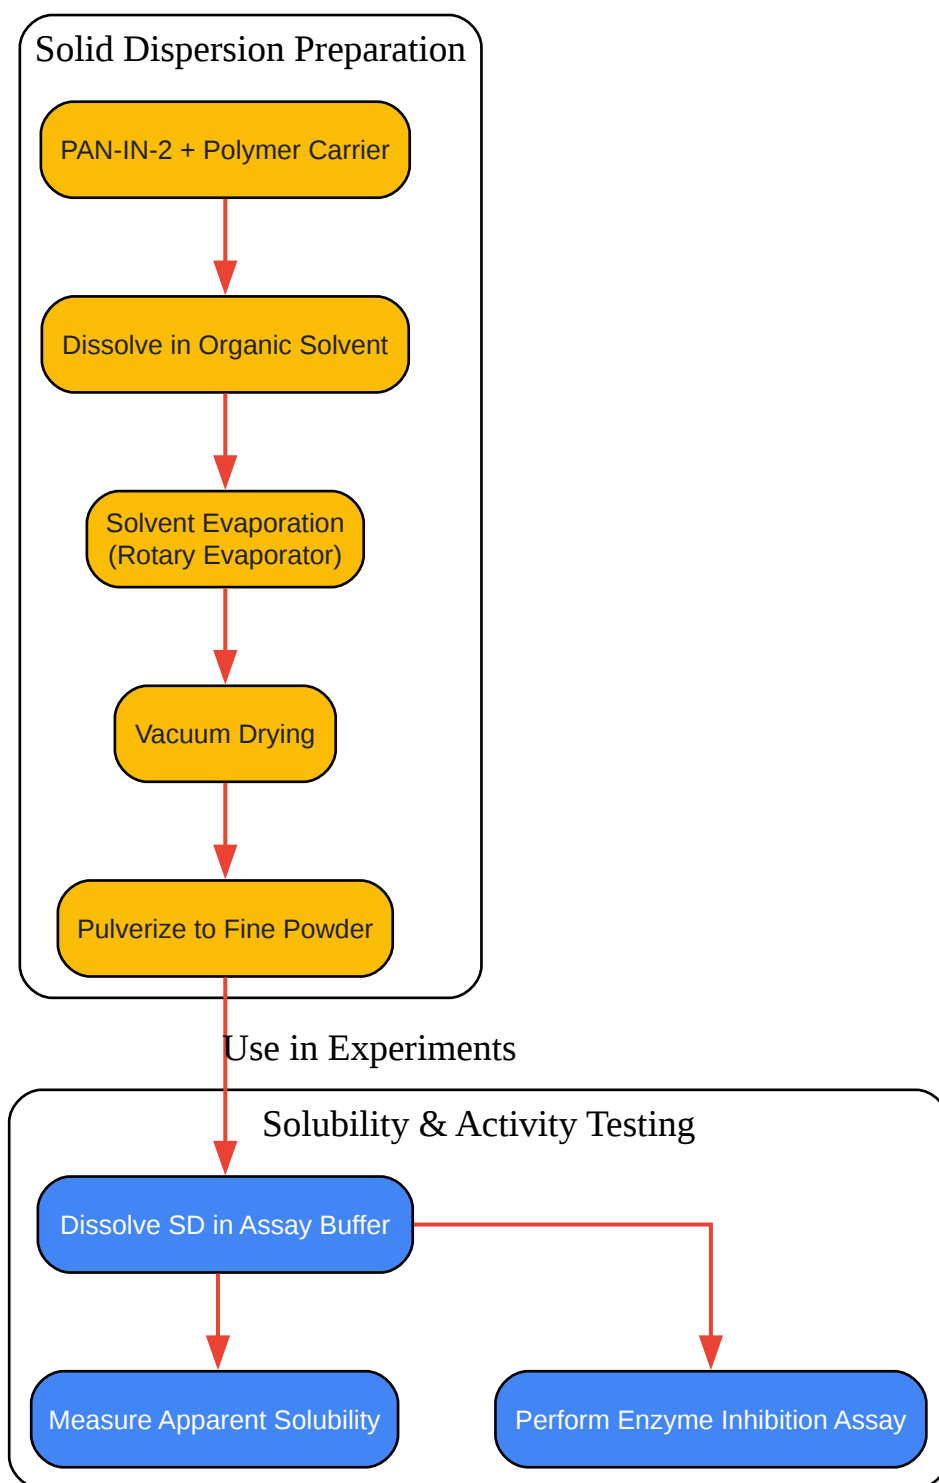 Solid Dispersion Preparation
PAN-IN-2 + Polymer Carrier
Dissolve in Organic Solvent
Solvent Evaporation
(Rotary Evaporator)
Vacuum Drying
Pulverize to Fine Powder
Use in Experiments
Solubility & Activity Testing
Dissolve SD in Assay Buffer
Measure Apparent Solubility
Perform Enzyme Inhibition Assay